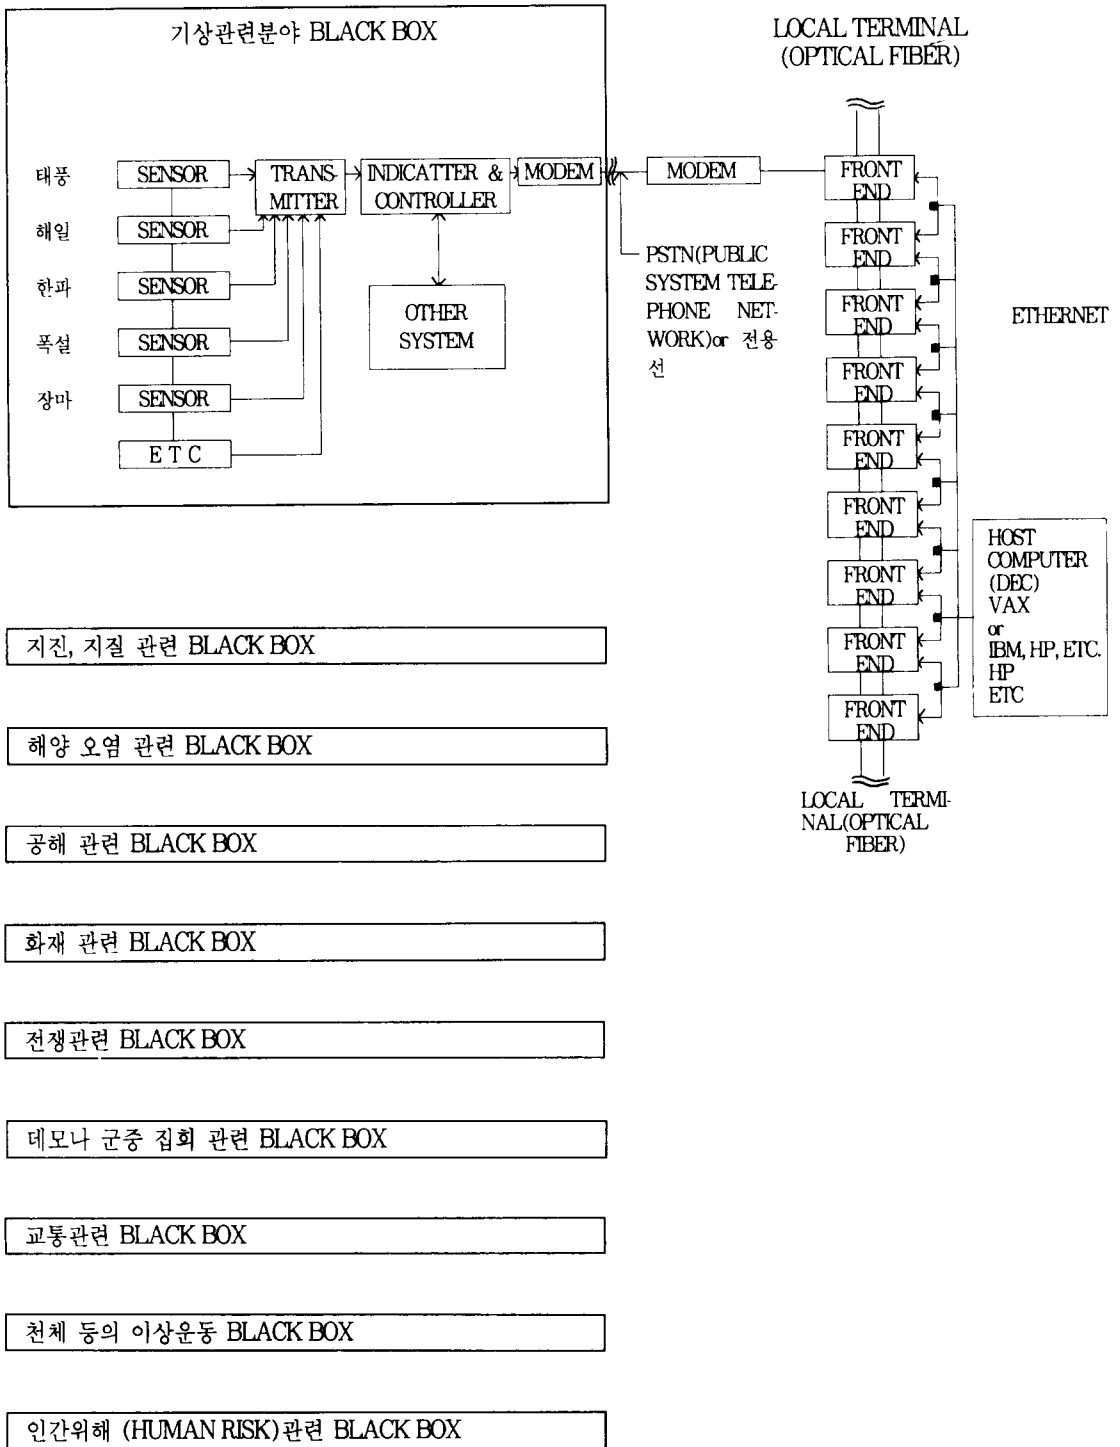 기상관련분야 BLACK BOX
태풍
SENSOR
TRANS-
MITTER
INDICATTER &
CONTROLLER
MODEM
해일
SENSOR
한파
SENSOR
폭설
SENSOR
장마
SENSOR
E T C
OTHER
SYSTEM
MODEM
PSTN(PUBLIC
SYSTEM TELE-
PHONE NET-
WORK)or 전용
선
LOCAL TERMINAL
(OPTICAL FIBER)
FRONT
END
FRONT
END
FRONT
END
FRONT
END
FRONT
END
FRONT
END
FRONT
END
FRONT
END
FRONT
END
LOCAL TERMI-
NAL(OPTICAL
FIBER)
ETHERNET
HOST
COMPUTER
(DEC)
VAX
or
IBM, HP, ETC.
HP
ETC
지진, 지질 관련 BLACK BOX
해양 오염 관련 BLACK BOX
공해 관련 BLACK BOX
화재 관련 BLACK BOX
전쟁관련 BLACK BOX
데모나 군중 집회 관련 BLACK BOX
교통관련 BLACK BOX
천체 등의 이상운동 BLACK BOX
인간위해 (HUMAN RISK)관련 BLACK BOX